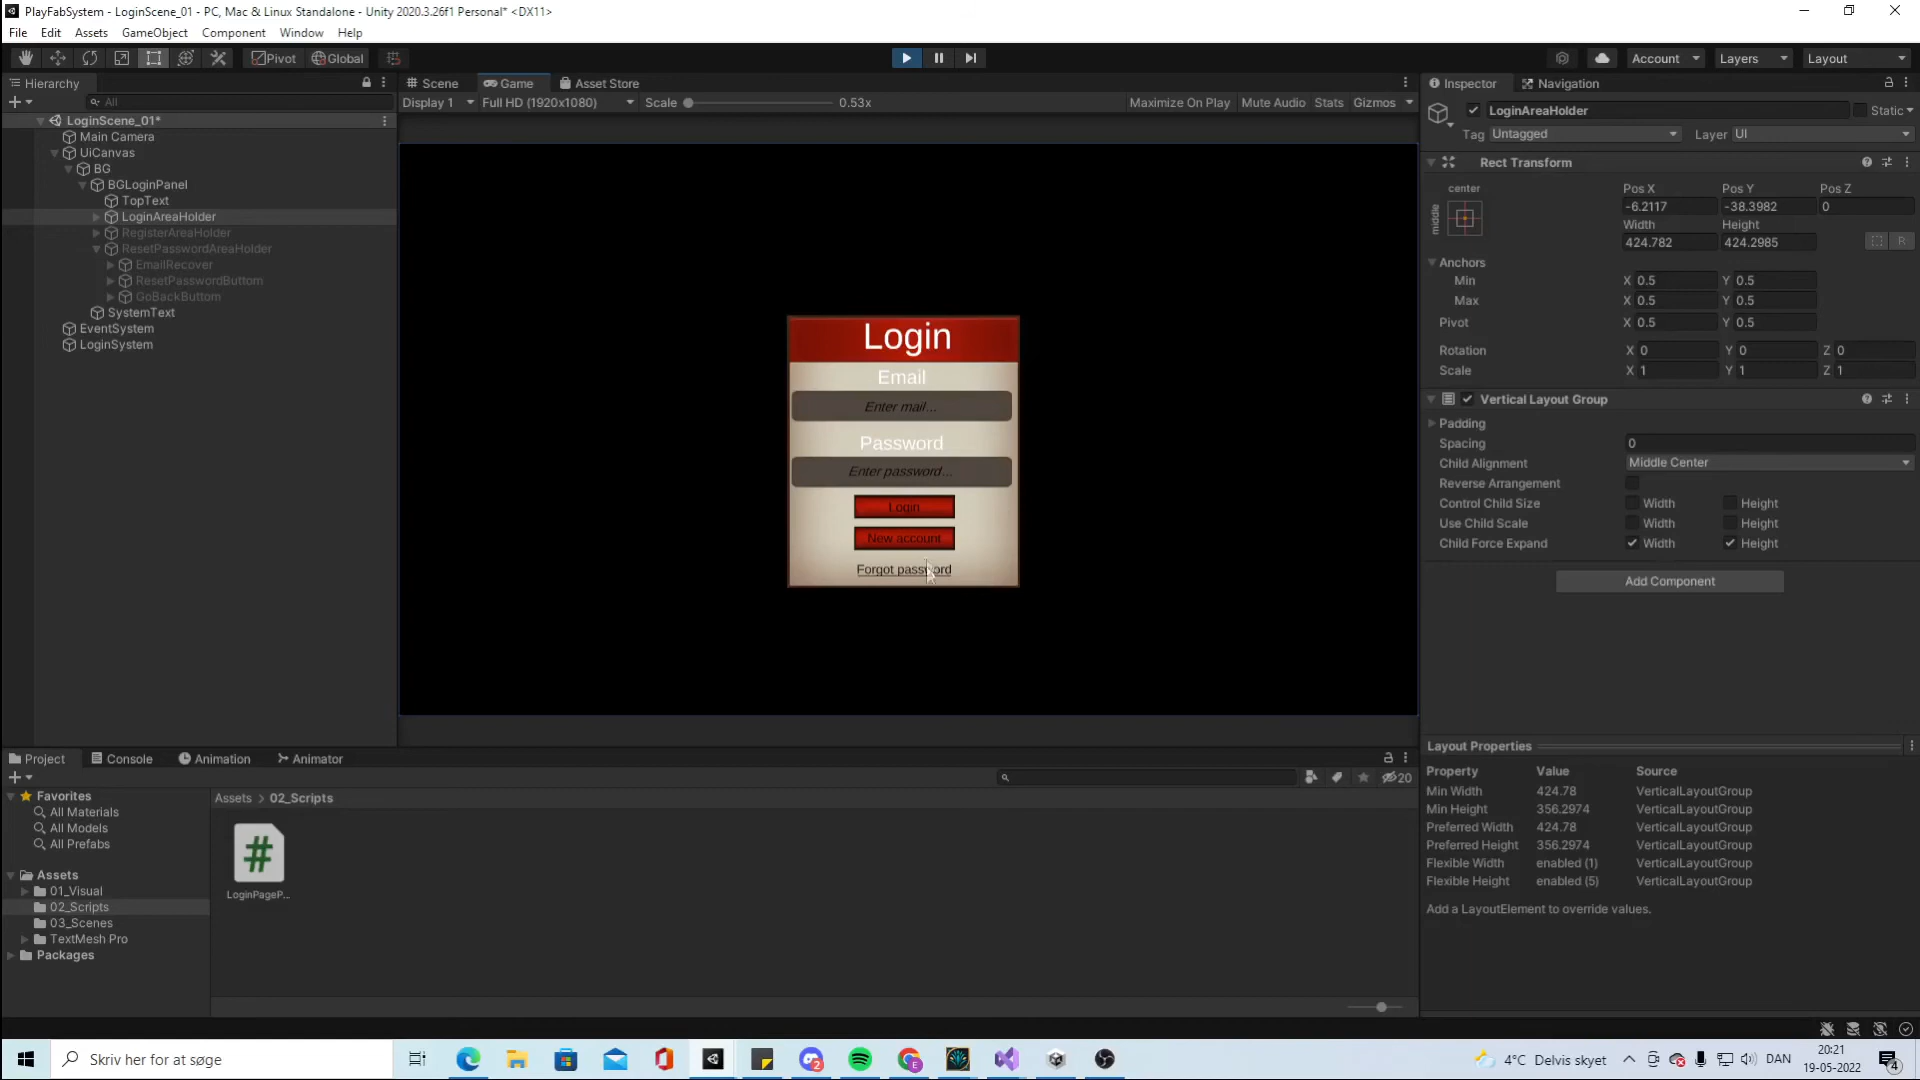 PlayFabSystem - LoginScene_01 - PC, Mac & Linux Standalone - Unity 2020.3.26f1 Personal* <DX11>
File Edit Assets GameObject Component Window Help
Pivot Global Account Layers Layout
Hierarchy
All
LoginScene_01*
Main Camera
UiCanvas
BG
BGLoginPanel
TopText
LoginAreaHolder
RegisterAreaHolder
ResetPasswordAreaHolder
EmailRecover
ResetPasswordButtom
GoBackButtom
SystemText
EventSystem
LoginSystem
Scene Game Asset Store
Display 1 Full HD (1920x1080) Scale 0.53x Maximize On Play Mute Audio Stats Gizmos
Login
Email
Enter mail...
Password
Enter password...
Login
New account
Forgot password
Inspector Navigation
LoginAreaHolder Static
Tag Untagged Layer UI
Rect Transform
center
middle
Pos X Pos Y Pos Z
-6.2117 -38.3982 0
Width Height
424.782 424.2985
R
Anchors
Min X 0.5 Y 0.5
Max X 0.5 Y 0.5
Pivot X 0.5 Y 0.5
Rotation X 0 Y 0 Z 0
Scale X 1 Y 1 Z 1
Vertical Layout Group
Padding
Spacing 0
Child Alignment Middle Center
Reverse Arrangement
Control Child Size Width Height
Use Child Scale Width Height
Child Force Expand Width Height
Add Component
Layout Properties
Property Value Source
Min Width 424.78 VerticalLayoutGroup
Min Height 356.2974 VerticalLayoutGroup
Preferred Width 424.78 VerticalLayoutGroup
Preferred Height 356.2974 VerticalLayoutGroup
Flexible Width enabled (1) VerticalLayoutGroup
Flexible Height enabled (5) VerticalLayoutGroup
Add a LayoutElement to override values.
Project Console Animation Animator
20
Favorites
All Materials
All Models
All Prefabs
Assets
01_Visual
02_Scripts
03_Scenes
TextMesh Pro
Packages
Assets > 02_Scripts
#
LoginPageP...
Skriv her for at søge
2
E
4°C Delvis skyet
DAN
20:21
19-05-2022
4